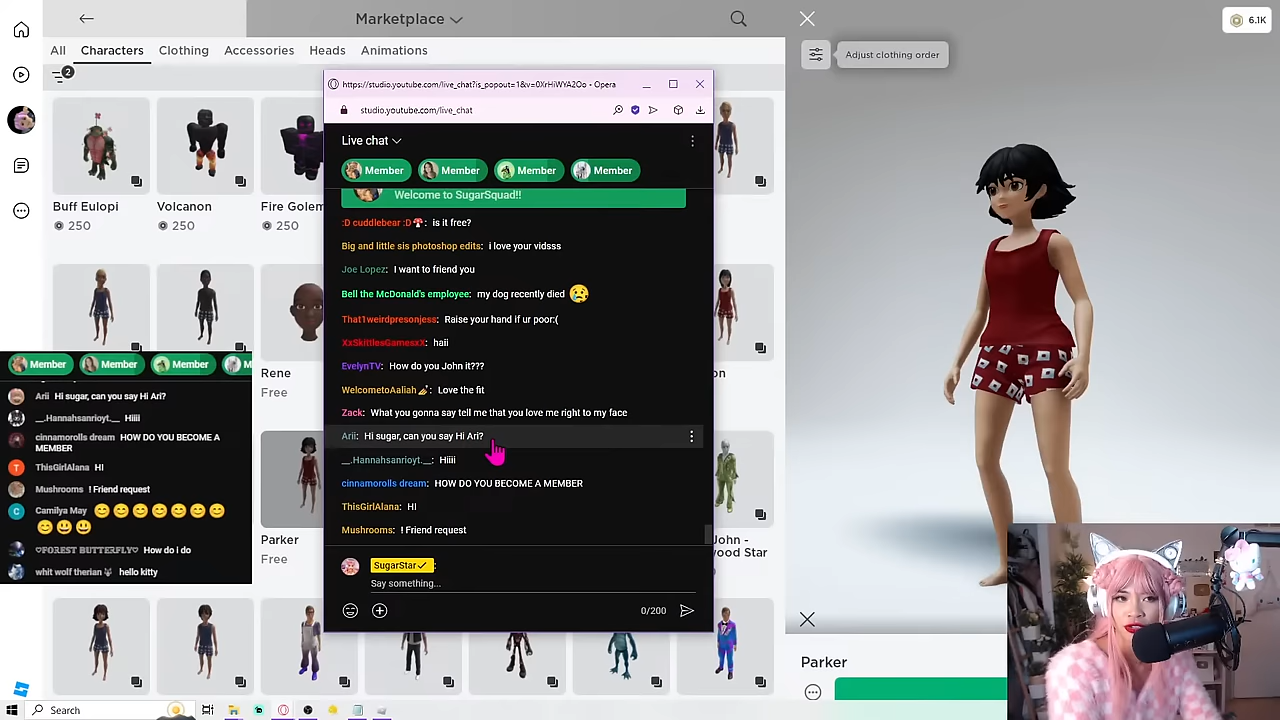 Marketplace
6.1K
All Characters Clothing Accessories Heads Animations
Adjust clothing order
2
https://studio.youtube.com/live_chat?is_popout=1&v=0XrHiWYA2Oo - Opera
studio.youtube.com/live_chat
Live chat
Member Member Member Member
Welcome to SugarSquad!!
:D cuddlebear :D🍄: is it free?
Big and little sis photoshop edits: i love your vidsss
Joe Lopez: I want to friend you
Bell the McDonald's employee: my dog recently died 😢
That1weirdpresonjess: Raise your hand if ur poor:(
XxSkittlesGamesxX: haii
EvelynTV: How do you John it???
WelcometoAaliah: Love the fit
Zack: What you gonna say tell me that you love me right to my face
Arii: Hi sugar, can you say Hi Ari?
__.Hannahsanrioyt.__: Hiiii
cinnamorolls dream: HOW DO YOU BECOME A MEMBER
ThisGirlAlana: HI
Mushrooms: ! Friend request
SugarStar✓:
Say something...
0/200
Buff Eulopi
250
Volcanon
250
Fire Golem
250
Rene
Free
on
Parker
Free
John -
ood Star
Member Member Member M
Arii Hi sugar, can you say Hi Ari?
__.Hannahsanrioyt.__ Hiiii
cinnamorolls dream HOW DO YOU BECOME A
MEMBER
T ThisGirlAlana HI
Mushrooms ! Friend request
C Camilya May 😊😊😊😊😊😊😊
😊😃😃
♡𝔽𝕆ℝ𝔼𝕊𝕋 𝔹𝕌𝕋𝕋𝔼ℝ𝔽𝕃𝕐♡ How do i do
whit wolf therian hello kitty
Parker
Search